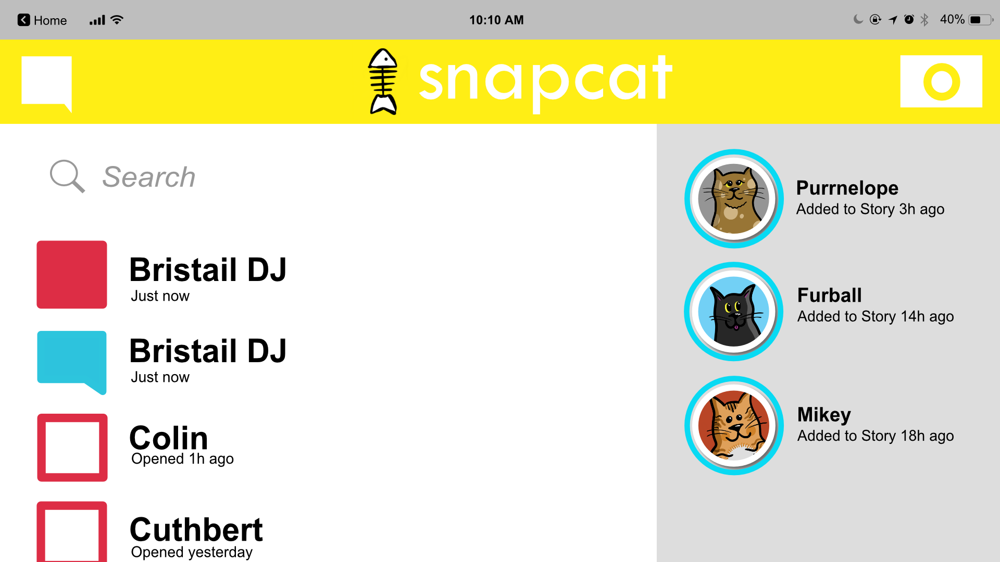 Home
10:10 AM
40%
snapcat
Search
Bristail DJ
Just now
Bristail DJ
Just now
Colin
Opened 1h ago
Cuthbert
Opened yesterday
Purrnelope
Added to Story 3h ago
Furball
Added to Story 14h ago
Mikey
Added to Story 18h ago